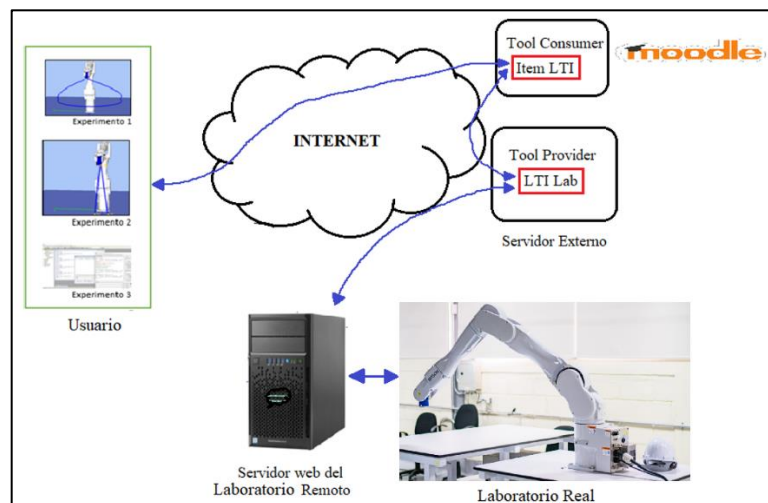 Experimento 1
Experimento 2
Experimento 3
Usuario
INTERNET
Tool Consumer
Item LTI
moodle
Tool Provider
LTI Lab
Servidor Externo
Servidor web del
Laboratorio Remoto
Laboratorio Real